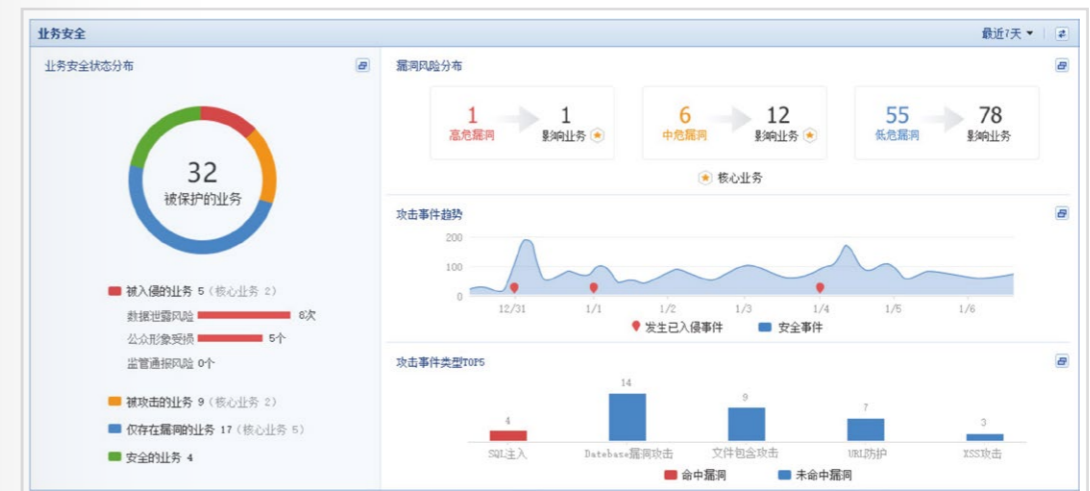 业务安全
最近7天
业务安全状态分布
32
被保护的业务
被入侵的业务 5（核心业务 2）
数据泄露风险 8次
公众形象受损 5个
监管通报风险 0个
被攻击的业务 9（核心业务 2）
仅存在漏洞的业务 17（核心业务 5）
安全的业务 4
漏洞风险分布
1 1 6 12 55 78
高危漏洞 影响业务 中危漏洞 影响业务 低危漏洞 影响业务
核心业务
攻击事件趋势
200
100
0
12/31 1/1 1/2 1/3 1/4 1/5 1/6
发生已入侵事件 安全事件
攻击事件类型TOP5
4 14 9 7 3
SQL注入 Datebase漏洞攻击 文件包含攻击 URL防护 XSS攻击
命中漏洞 未命中漏洞